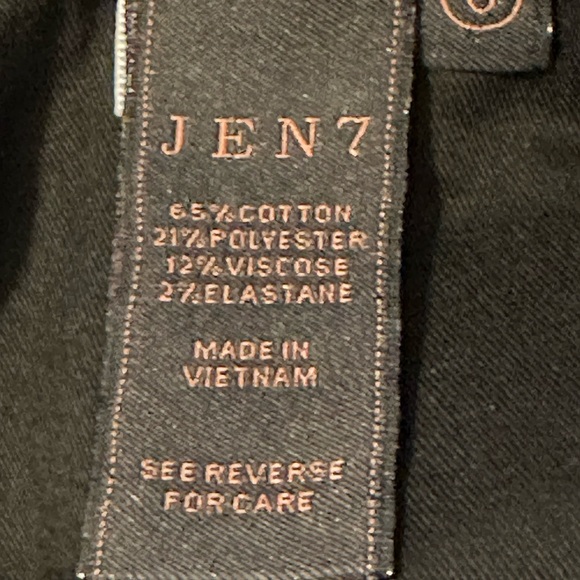 JEN7
65%COTTON
21%POLYESTER
12%VISCOSE
2%ELASTANE
MADE IN
VIETNAM
SEE REVERSE
FOR CARE